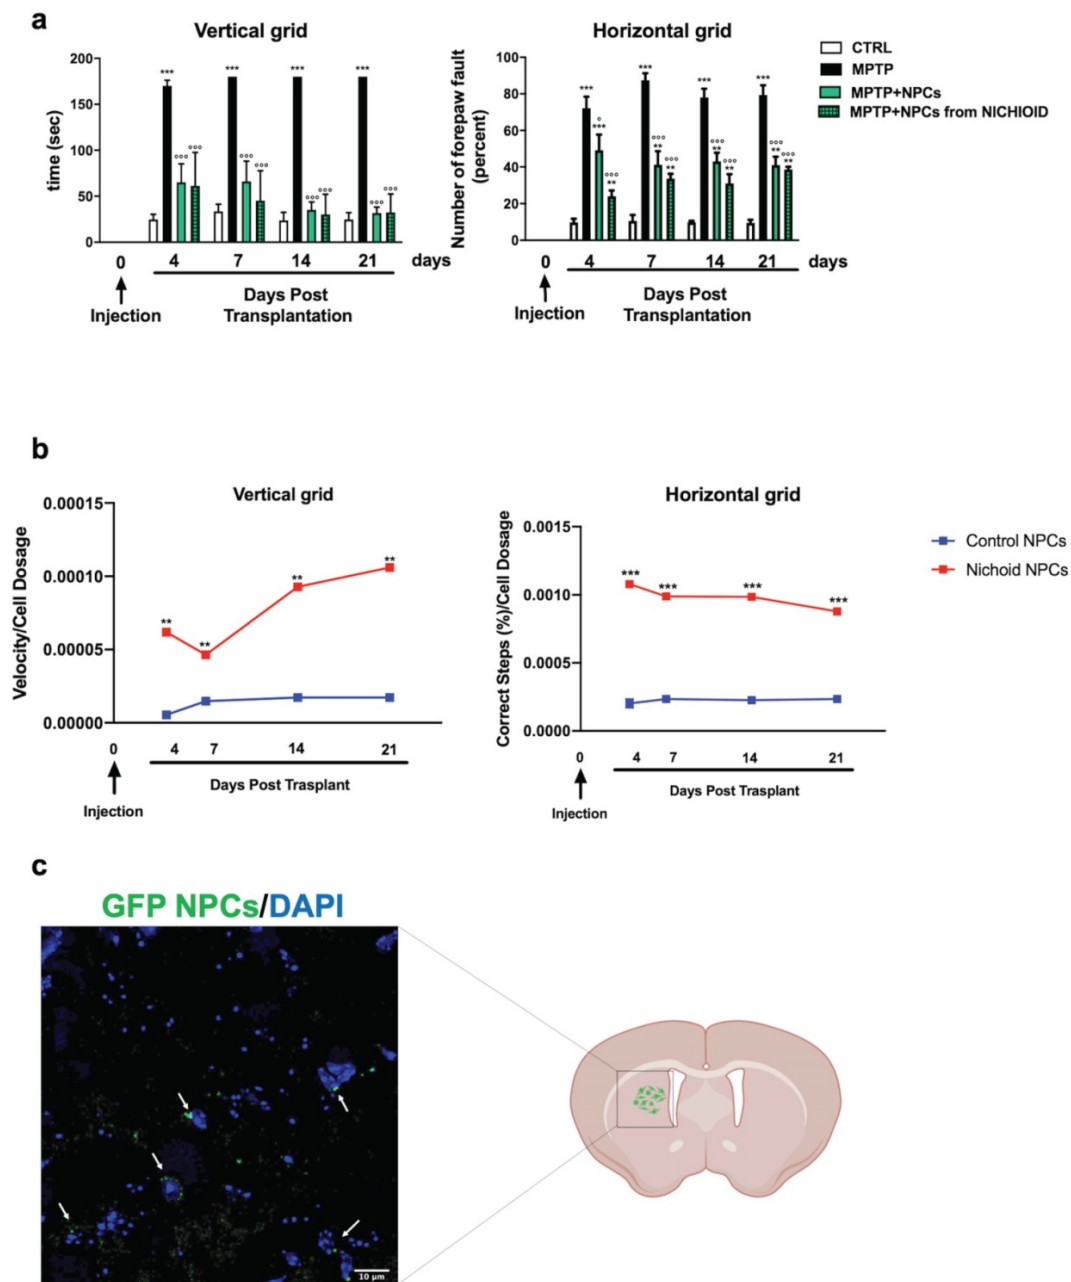 a
Vertical grid
time (sec)
200
150
100
50
0
*** *** *** ***
°°° °°° °°° °°° °°° °°° °°° °°°
0 4 7 14 21 days
Injection
Days Post
Transplantation
Horizontal grid
Number of forepaw fault
(percent)
100
80
60
40
20
0
*** *** *** ***
°
***
°°°
**
°°°
**
°°°
**
°°°
**
°°°
**
°°°
**
°°°
**
0 4 7 14 21 days
Injection
Days Post
Transplantation
CTRL
MPTP
MPTP+NPCs
MPTP+NPCs from NICHIOID
b
Vertical grid
Velocity/Cell Dosage
0.00015
0.00010
0.00005
0.00000
** ** ** **
0 4 7 14 21
Injection
Days Post Trasplant
Horizontal grid
Correct Steps (%)/Cell Dosage
0.0015
0.0010
0.0005
0.0000
*** *** *** ***
0 4 7 14 21
Injection
Days Post Trasplant
Control NPCs
Nichoid NPCs
c
GFP NPCs/DAPI
10 µm